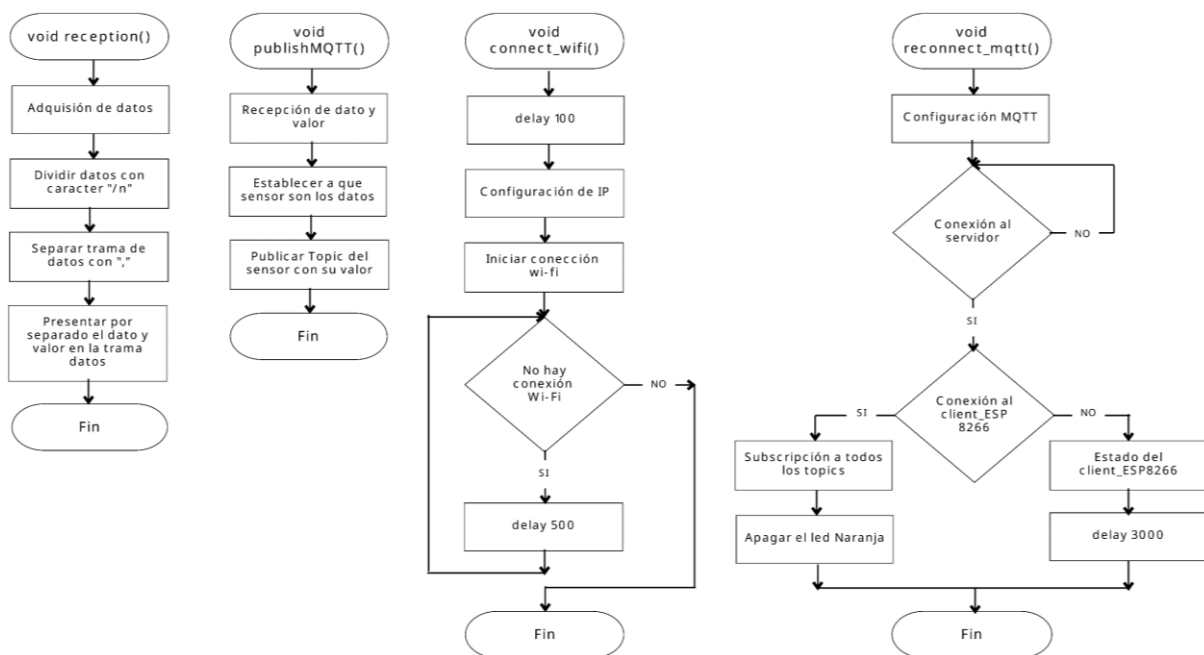 void reception()
Adquisión de datos
Dividir datos con
caracter "/n"
Separar trama de
datos con ","
Presentar por
separado el dato y
valor en la trama
datos
Fin
void
publishMQTT()
Recepción de dato y
valor
Establecer a que
sensor son los datos
Publicar Topic del
sensor con su valor
Fin
void
connect_wifi()
delay 100
Configuración de IP
Iniciar conección
wi-fi
No hay
conexión
Wi-Fi
NO
SI
delay 500
Fin
void
reconnect_mqtt()
Configuración MQTT
Conexión al
servidor
NO
SI
Conexión al
client_ESP
8266
SI
NO
Subscripción a todos
los topics
Apagar el led Naranja
Estado del
client_ESP8266
delay 3000
Fin